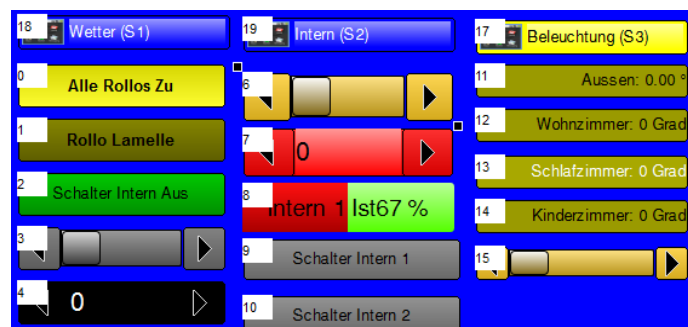 18 Wetter (S1)
0 Alle Rollos Zu
1 Rollo Lamelle
2 Schalter Intern Aus
3
4 0
19 Intern (S2)
6
7 0
8 Intern 1 Ist67 %
9 Schalter Intern 1
10 Schalter Intern 2
17 Beleuchtung (S3)
11 Aussen: 0.00 °
12 Wohnzimmer: 0 Grad
13 Schlafzimmer: 0 Grad
14 Kinderzimmer: 0 Grad
15